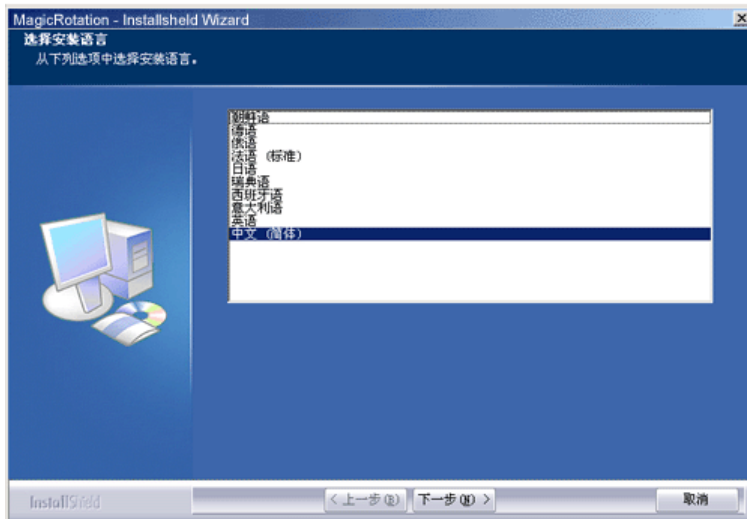 MagicRotation - Installsheld Wizard
选择安装语言
从下列选项中选择安装语言。
朝鲜语
德语
俄语
法语 (标准)
日语
瑞典语
西班牙语
意大利语
英语
中文 (简体)
InstallShield
< 上一步(B)
下一步(N) >
取消